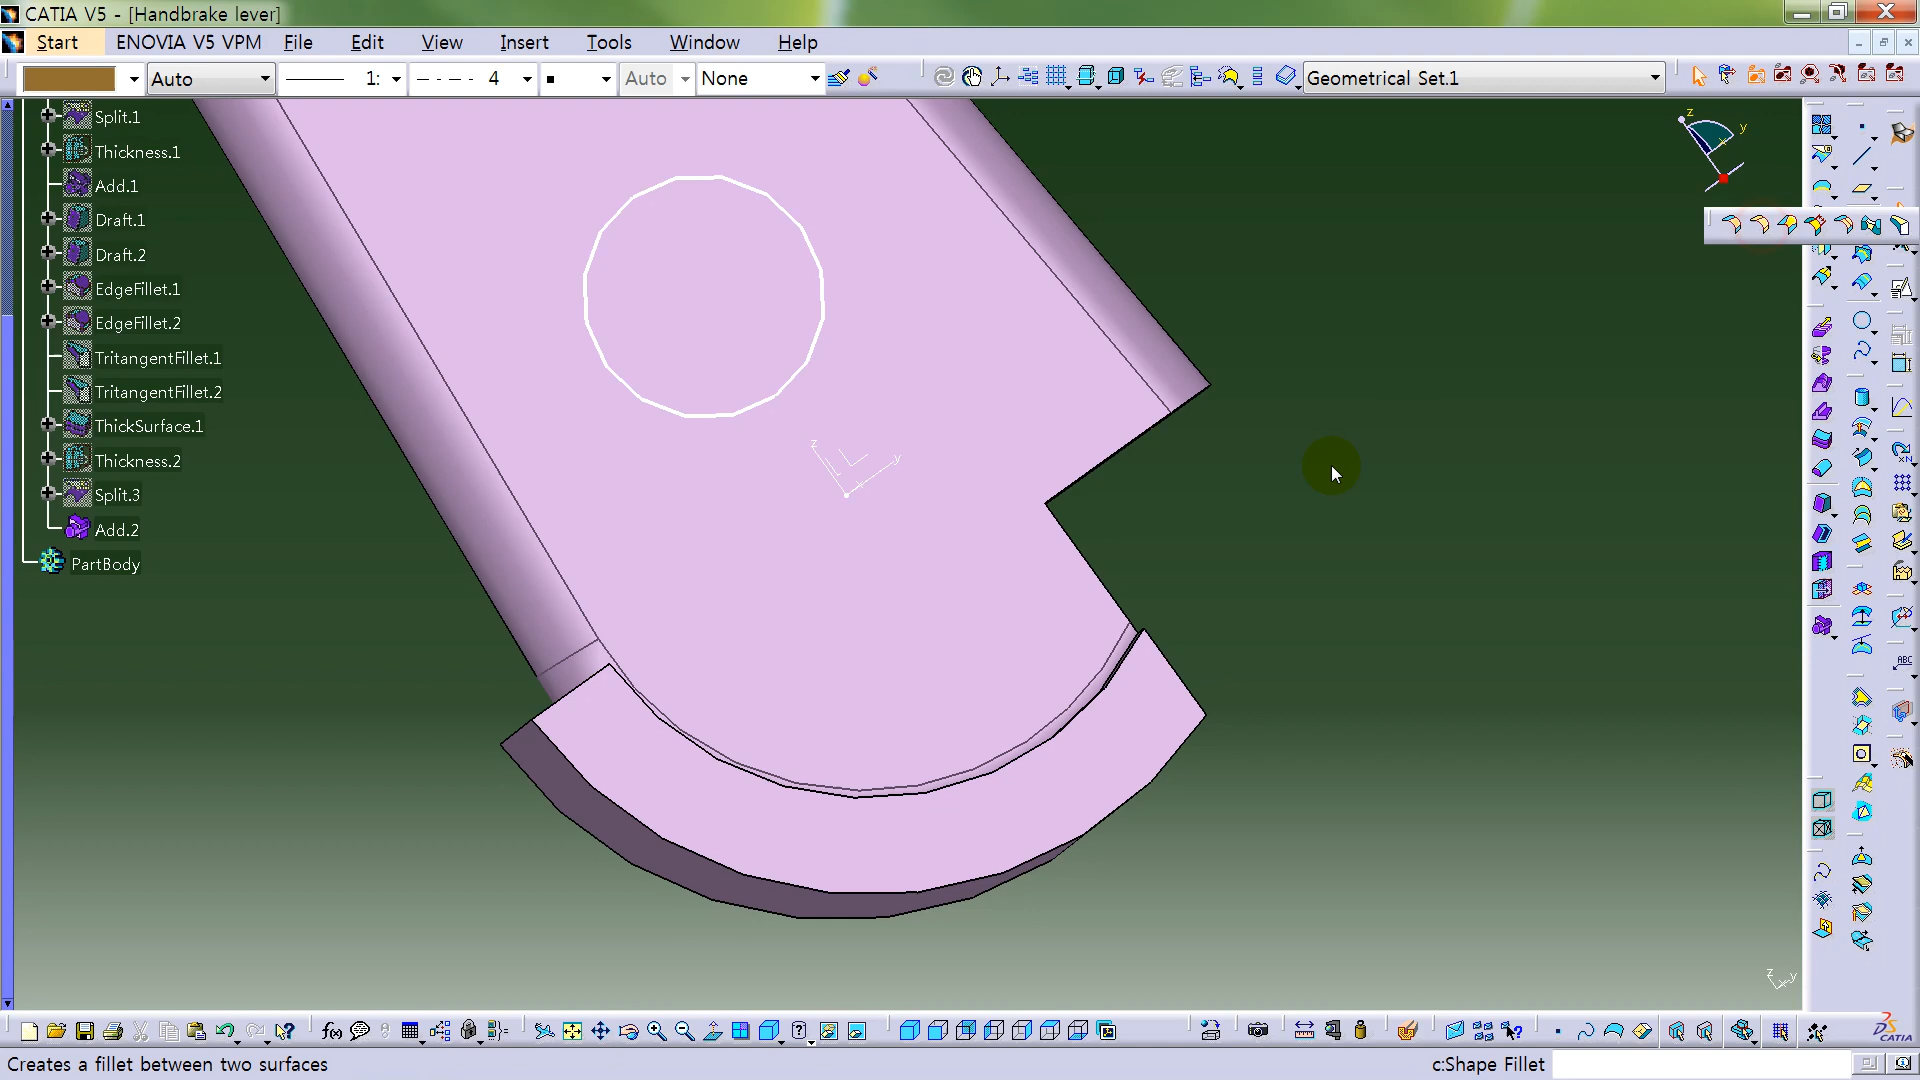 CATIA V5 - [Handbrake lever]
Start ENOVIA V5 VPM File Edit View Insert Tools Window Help
Auto 1: 4 Auto None Geometrical Set.1
Split.1
Thickness.1
Add.1
Draft.1
Draft.2
EdgeFillet.1
EdgeFillet.2
TritangentFillet.1
TritangentFillet.2
ThickSurface.1
Thickness.2
Split.3
Add.2
PartBody
z y
x
z y
z x y
ABC
f(x)
CATIA
Creates a fillet between two surfaces c:Shape Fillet